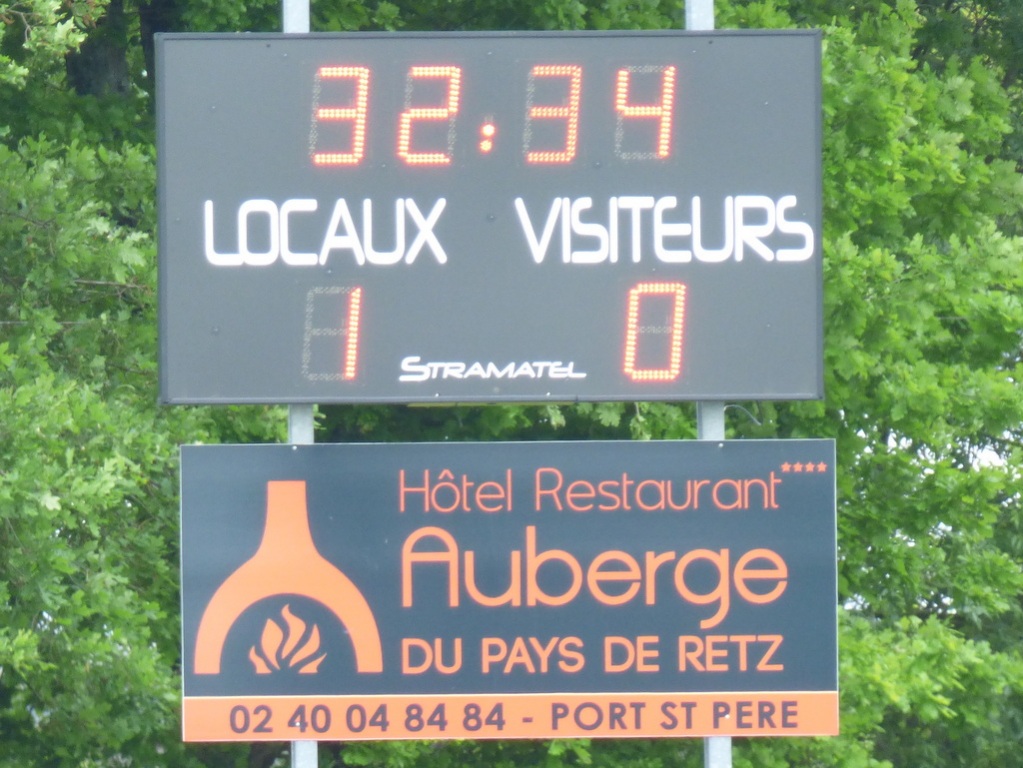 32:34
LOCAUX VISITEURS
1 0
STRAMATEL
Hôtel Restaurant****
Auberge
DU PAYS DE RETZ
02 40 04 84 84 - PORT ST PERE